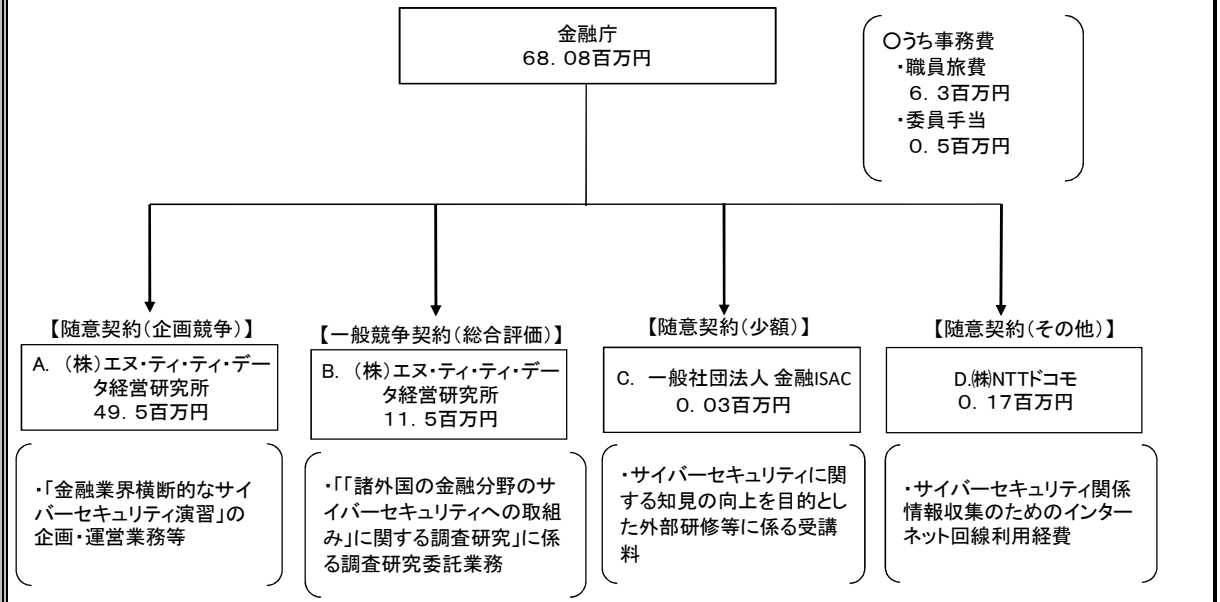 金融庁
68．08百万円
○うち事務費
・職員旅費
6．3百万円
・委員手当
0．5百万円
【随意契約（企画競争）】
A．（株）エヌ・ティ・ティ・デー
タ経営研究所
49．5百万円
・「金融業界横断的なサイ
バーセキュリティ演習」の
企画・運営業務等
【一般競争契約（総合評価）】
B．（株）エヌ・ティ・ティ・デー
タ経営研究所
11．5百万円
・「「諸外国の金融分野のサ
イバーセキュリティへの取組
み」に関する調査研究」に係
る調査研究委託業務
【随意契約（少額）】
C．一般社団法人 金融ISAC
0．03百万円
・サイバーセキュリティに関
する知見の向上を目的とし
た外部研修等に係る受講
料
【随意契約（その他）】
D.㈱NTTドコモ
0．17百万円
・サイバーセキュリティ関係
情報収集のためのインター
ネット回線利用経費